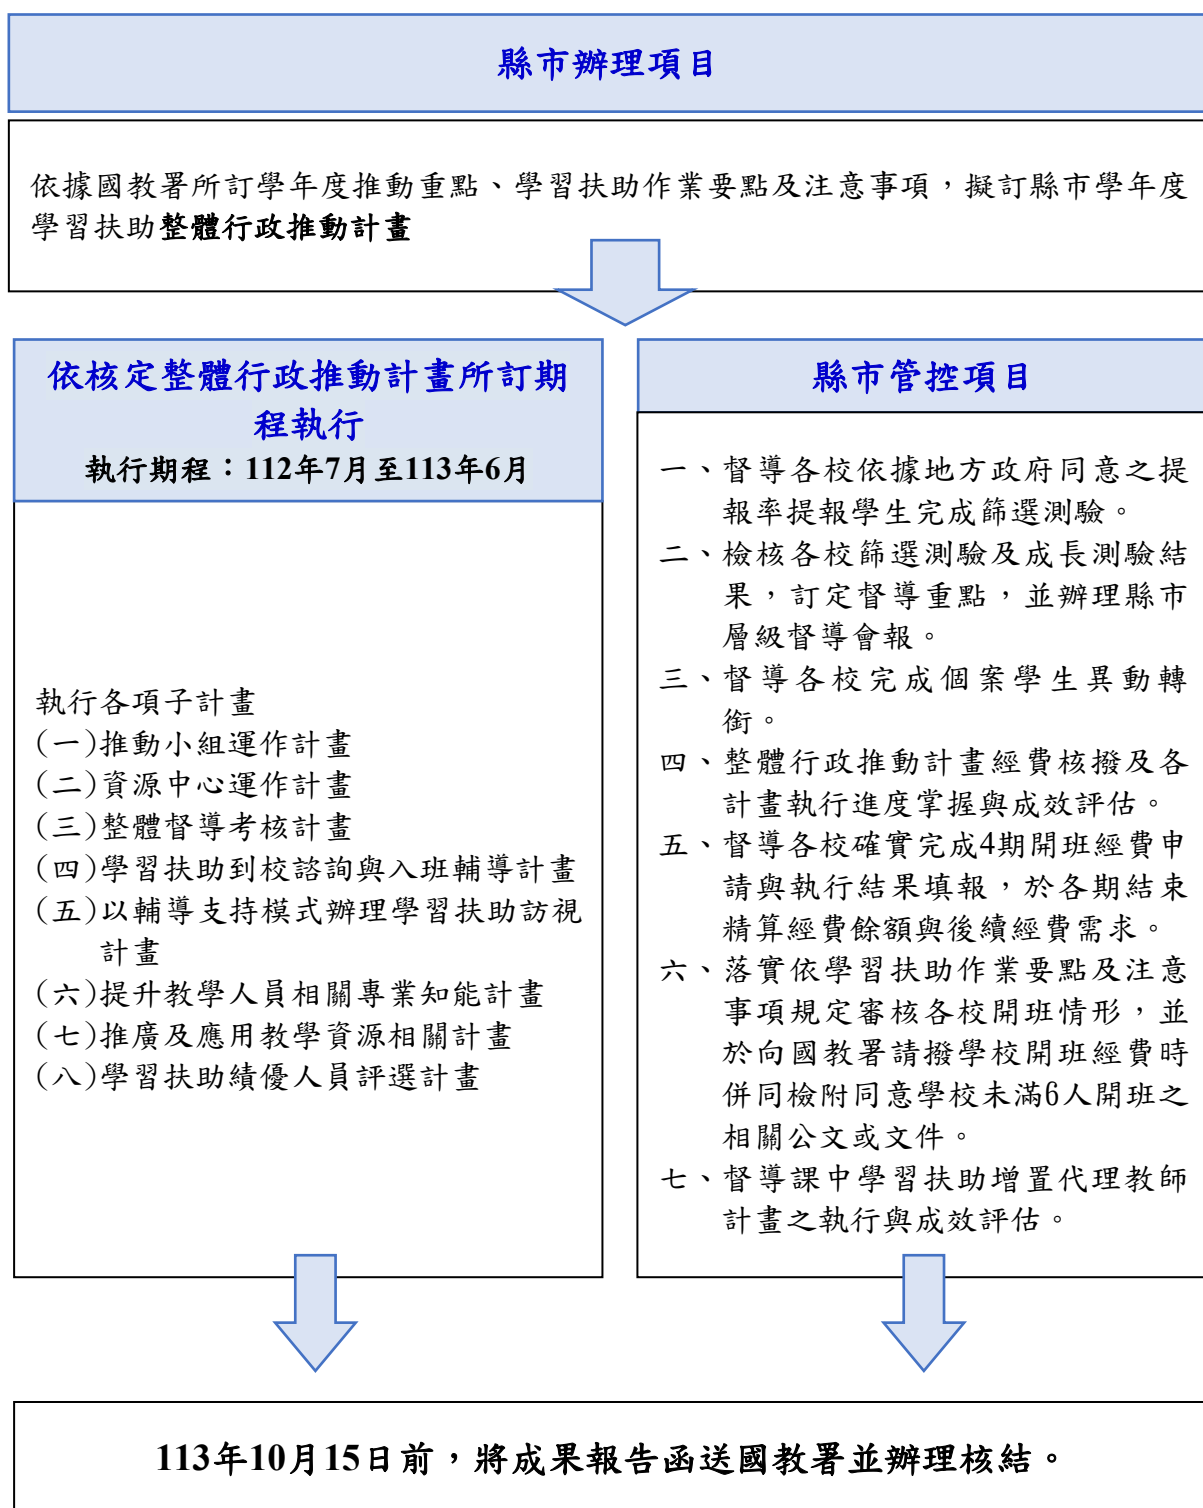 縣市辦理項目
依據國教署所訂學年度推動重點、學習扶助作業要點及注意事項，擬訂縣市學年度
學習扶助整體行政推動計畫
依核定整體行政推動計畫所訂期
程執行
執行期程：112年7月至113年6月
執行各項子計畫
(一)推動小組運作計畫
(二)資源中心運作計畫
(三)整體督導考核計畫
(四)學習扶助到校諮詢與入班輔導計畫
(五)以輔導支持模式辦理學習扶助訪視
計畫
(六)提升教學人員相關專業知能計畫
(七)推廣及應用教學資源相關計畫
(八)學習扶助績優人員評選計畫
縣市管控項目
一、督導各校依據地方政府同意之提
報率提報學生完成篩選測驗。
二、檢核各校篩選測驗及成長測驗結
果，訂定督導重點，並辦理縣市
層級督導會報。
三、督導各校完成個案學生異動轉
銜。
四、整體行政推動計畫經費核撥及各
計畫執行進度掌握與成效評估。
五、督導各校確實完成4期開班經費申
請與執行結果填報，於各期結束
精算經費餘額與後續經費需求。
六、落實依學習扶助作業要點及注意
事項規定審核各校開班情形，並
於向國教署請撥學校開班經費時
併同檢附同意學校未滿6人開班之
相關公文或文件。
七、督導課中學習扶助增置代理教師
計畫之執行與成效評估。
113年10月15日前，將成果報告函送國教署並辦理核結。